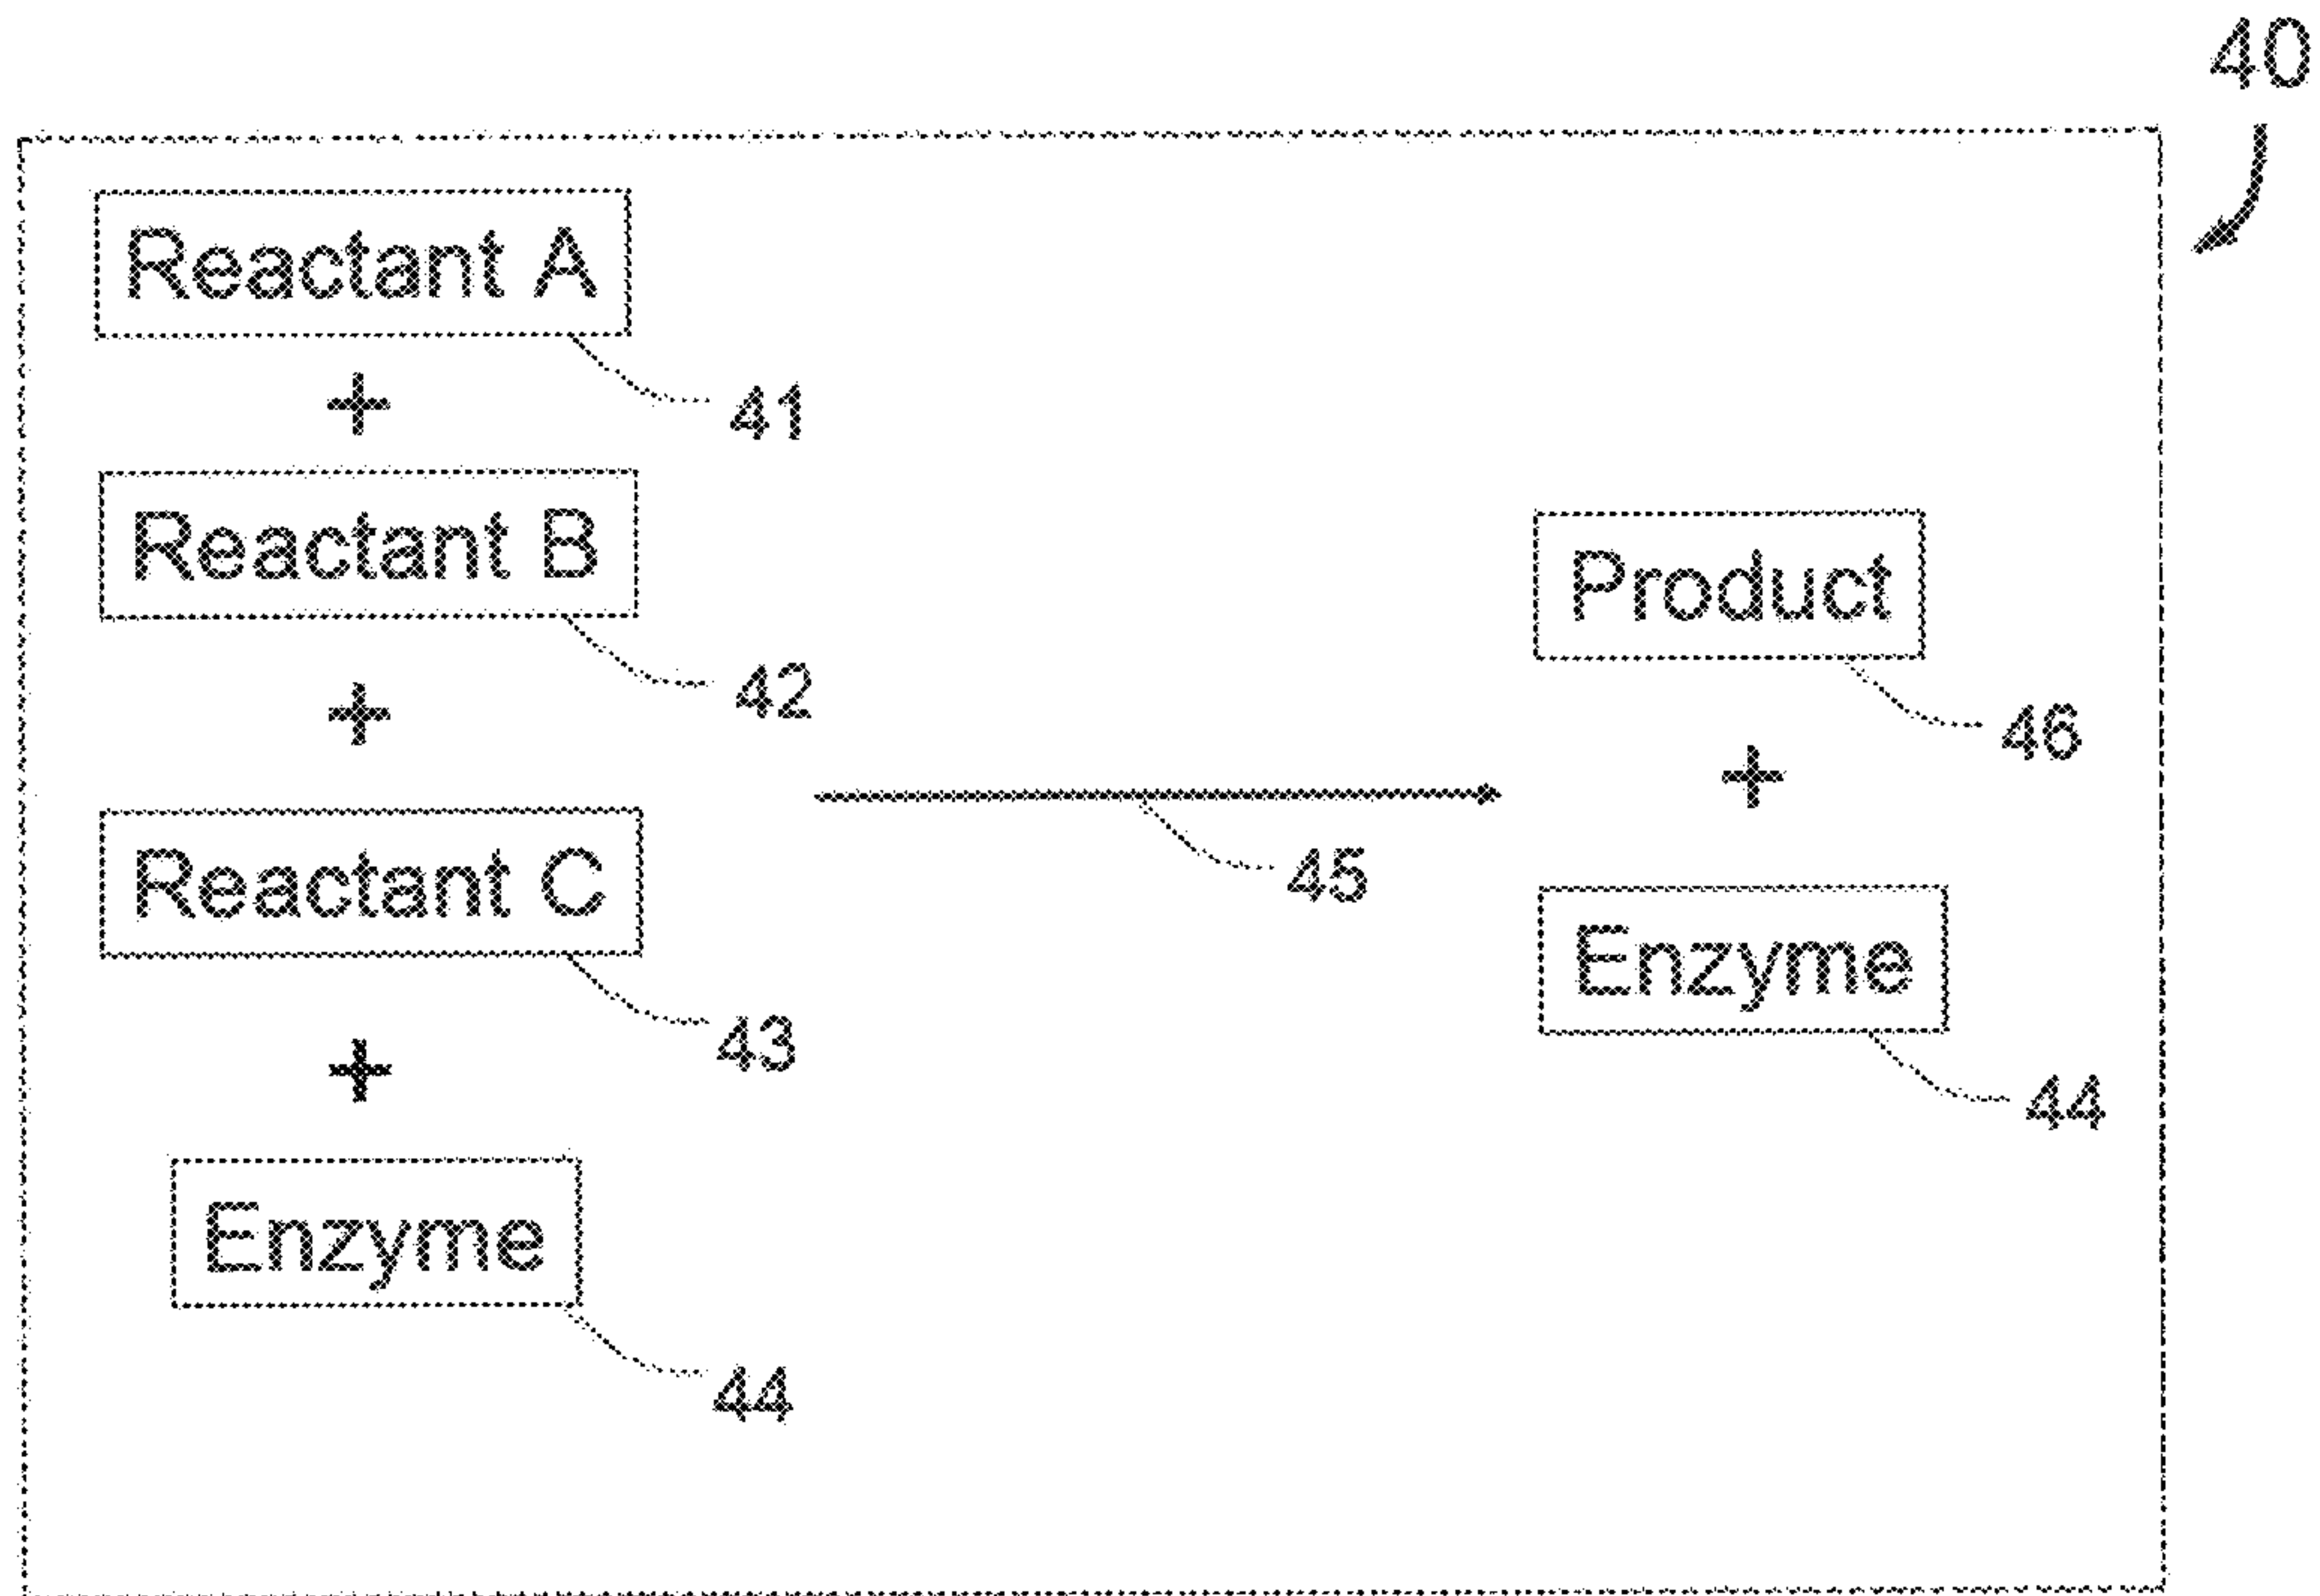 40
Reactant A
41
+
Reactant B
42
+
Reactant C
43
+
Enzyme
44
45
Product
46
+
Enzyme
44